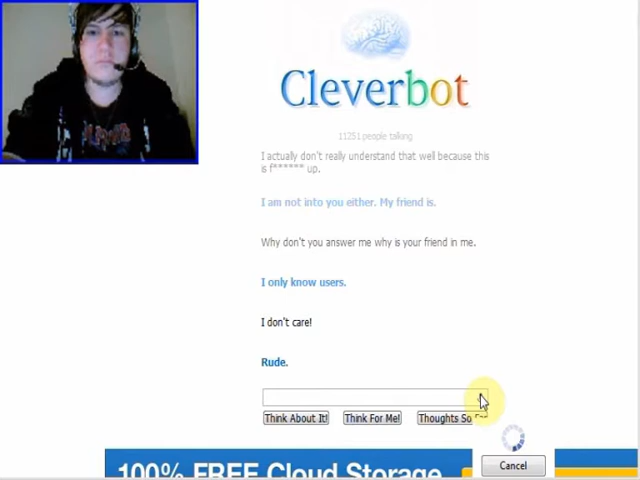 Cleverbot
11251 people talking
I actually don't really understand that well because this
is f****** up.
I am not into you either. My friend is.
Why don't you answer me why is your friend in me.
I only know users.
I don't care!
Rude.
Think About It!
Think For Me!
Thoughts So
100% FREE Cloud Storage
Cancel